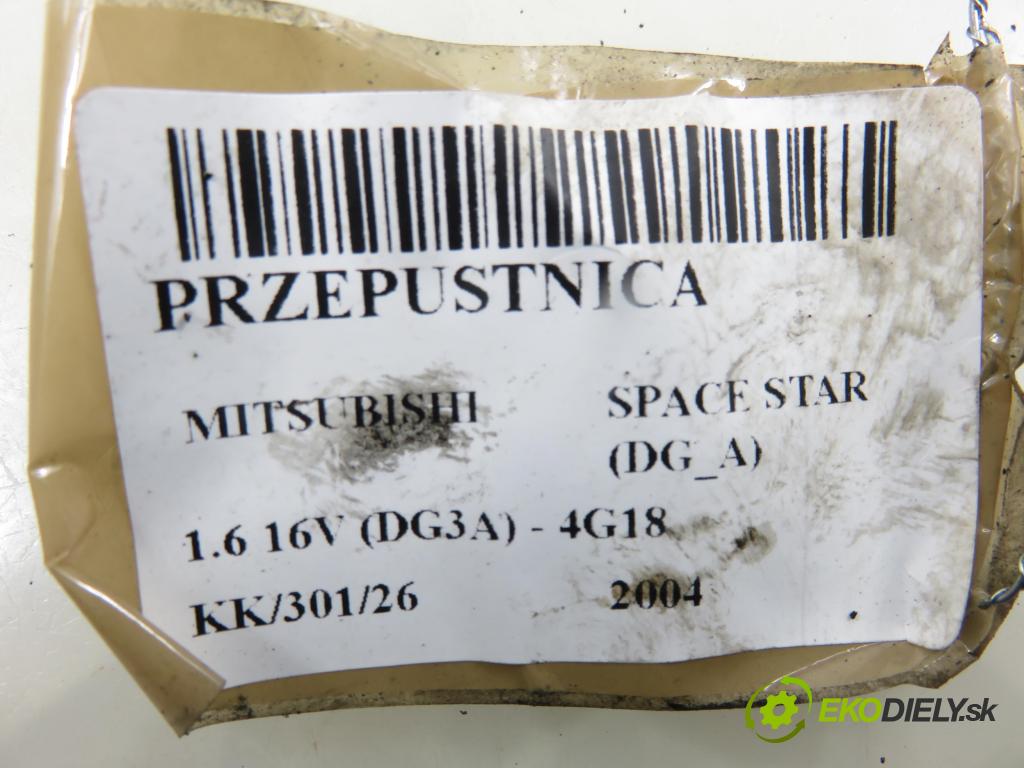 PRZEPUSTNICA
MITSUBISHI SPACE STAR
(DG_A)
1.6 16V (DG3A) - 4G18
KK/301/26 2004
EKODIELY.sk